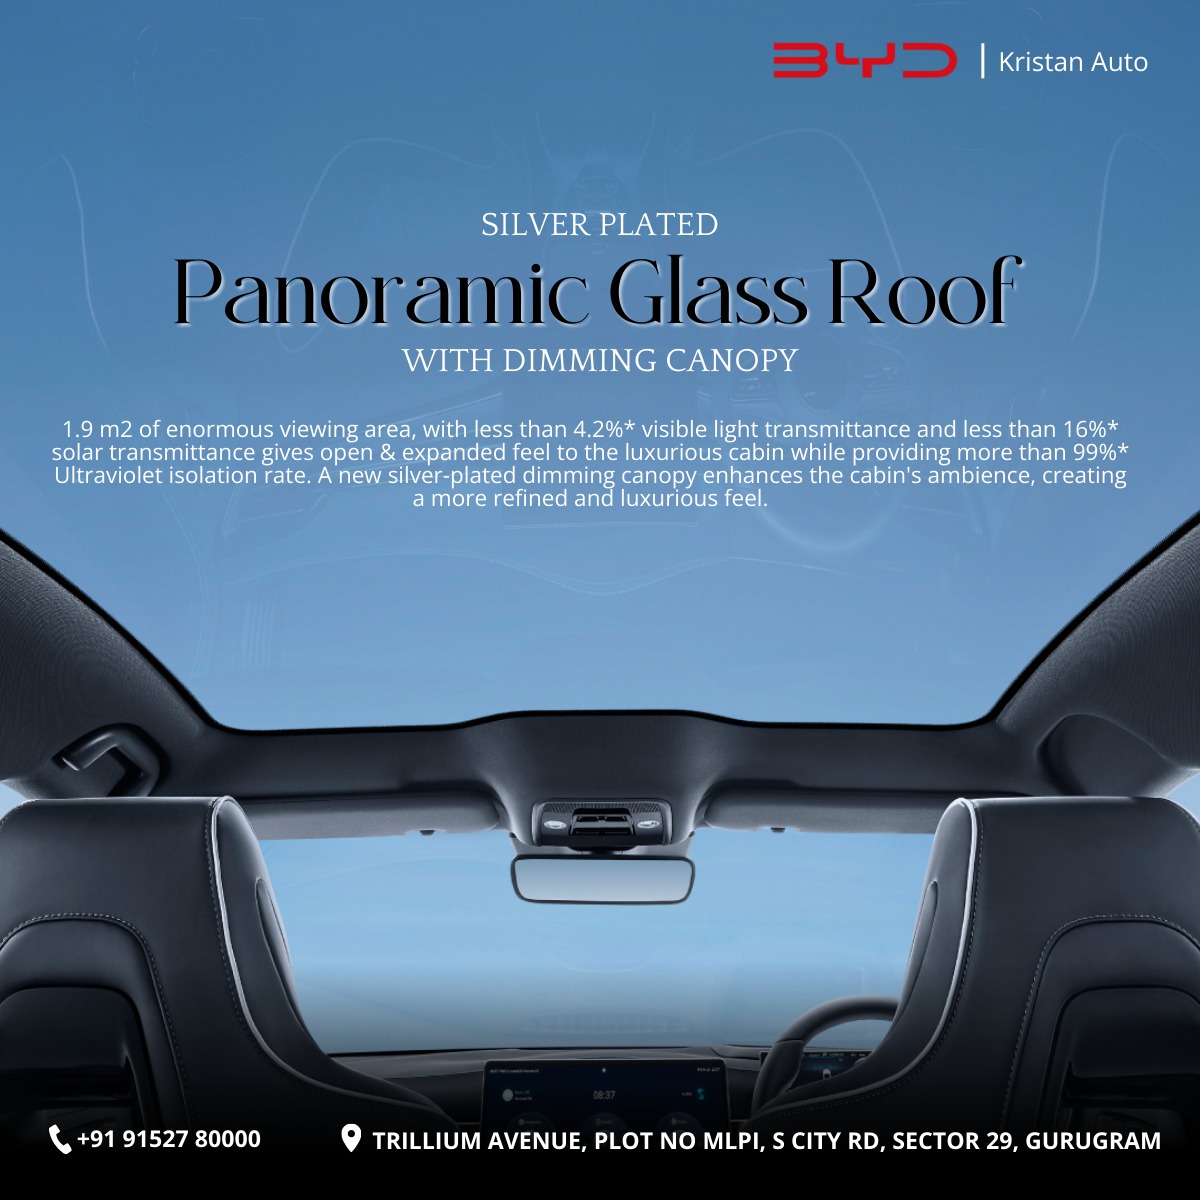 BYD | Kristan Auto
SILVER PLATED
Panoramic Glass Roof
WITH DIMMING CANOPY
1.9 m2 of enormous viewing area, with less than 4.2%* visible light transmittance and less than 16%*
solar transmittance gives open & expanded feel to the luxurious cabin while providing more than 99%*
Ultraviolet isolation rate. A new silver-plated dimming canopy enhances the cabin's ambience, creating
a more refined and luxurious feel.
08:37
+91 91527 80000
TRILLIUM AVENUE, PLOT NO MLPI, S CITY RD, SECTOR 29, GURUGRAM